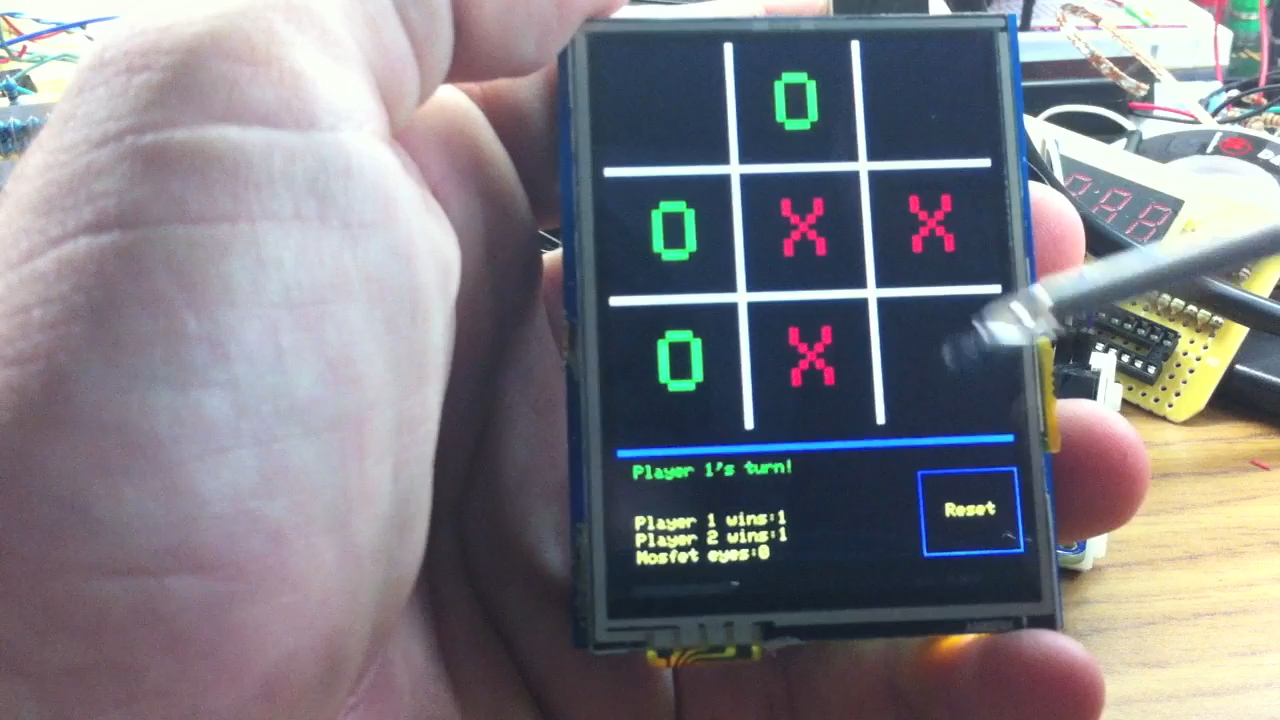 O
O X X
O X
Player 1's turn!
Reset
Player 1 wins:1
Player 2 wins:1
Mosfet eyes:0